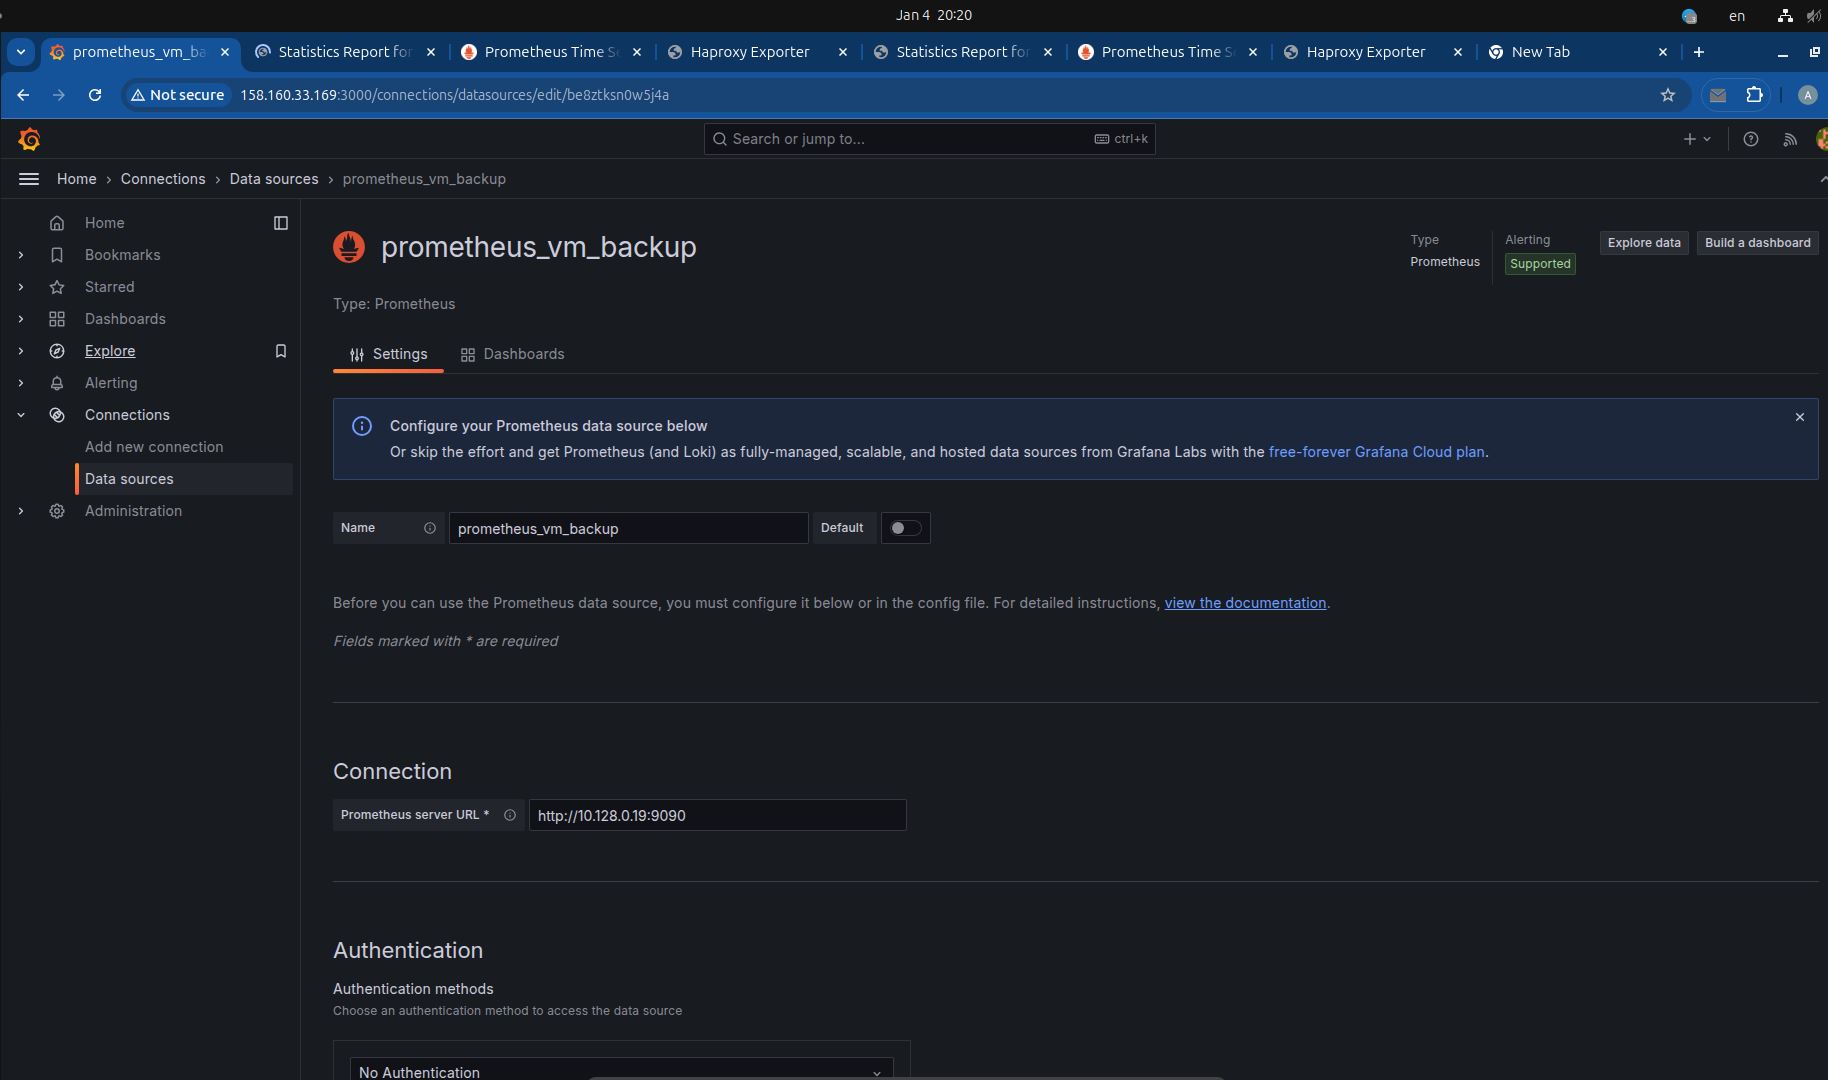 Jan 4 20:20
en
prometheus_vm_ba
Statistics Report for
Prometheus Time Se
Haproxy Exporter
Statistics Report for
Prometheus Time Se
Haproxy Exporter
New Tab
Not secure
158.160.33.169:3000/connections/datasources/edit/be8ztksn0w5j4a
A
Search or jump to...
ctrl+k
Home › Connections › Data sources › prometheus_vm_backup
Home
Bookmarks
Starred
Dashboards
Explore
Alerting
Connections
Add new connection
Data sources
Administration
prometheus_vm_backup
Type
Prometheus
Alerting
Supported
Explore data
Build a dashboard
Type: Prometheus
Settings
Dashboards
Configure your Prometheus data source below
Or skip the effort and get Prometheus (and Loki) as fully-managed, scalable, and hosted data sources from Grafana Labs with the free-forever Grafana Cloud plan.
Name
prometheus_vm_backup
Default
Before you can use the Prometheus data source, you must configure it below or in the config file. For detailed instructions, view the documentation.
Fields marked with * are required
Connection
Prometheus server URL *
http://10.128.0.19:9090
Authentication
Authentication methods
Choose an authentication method to access the data source
No Authentication